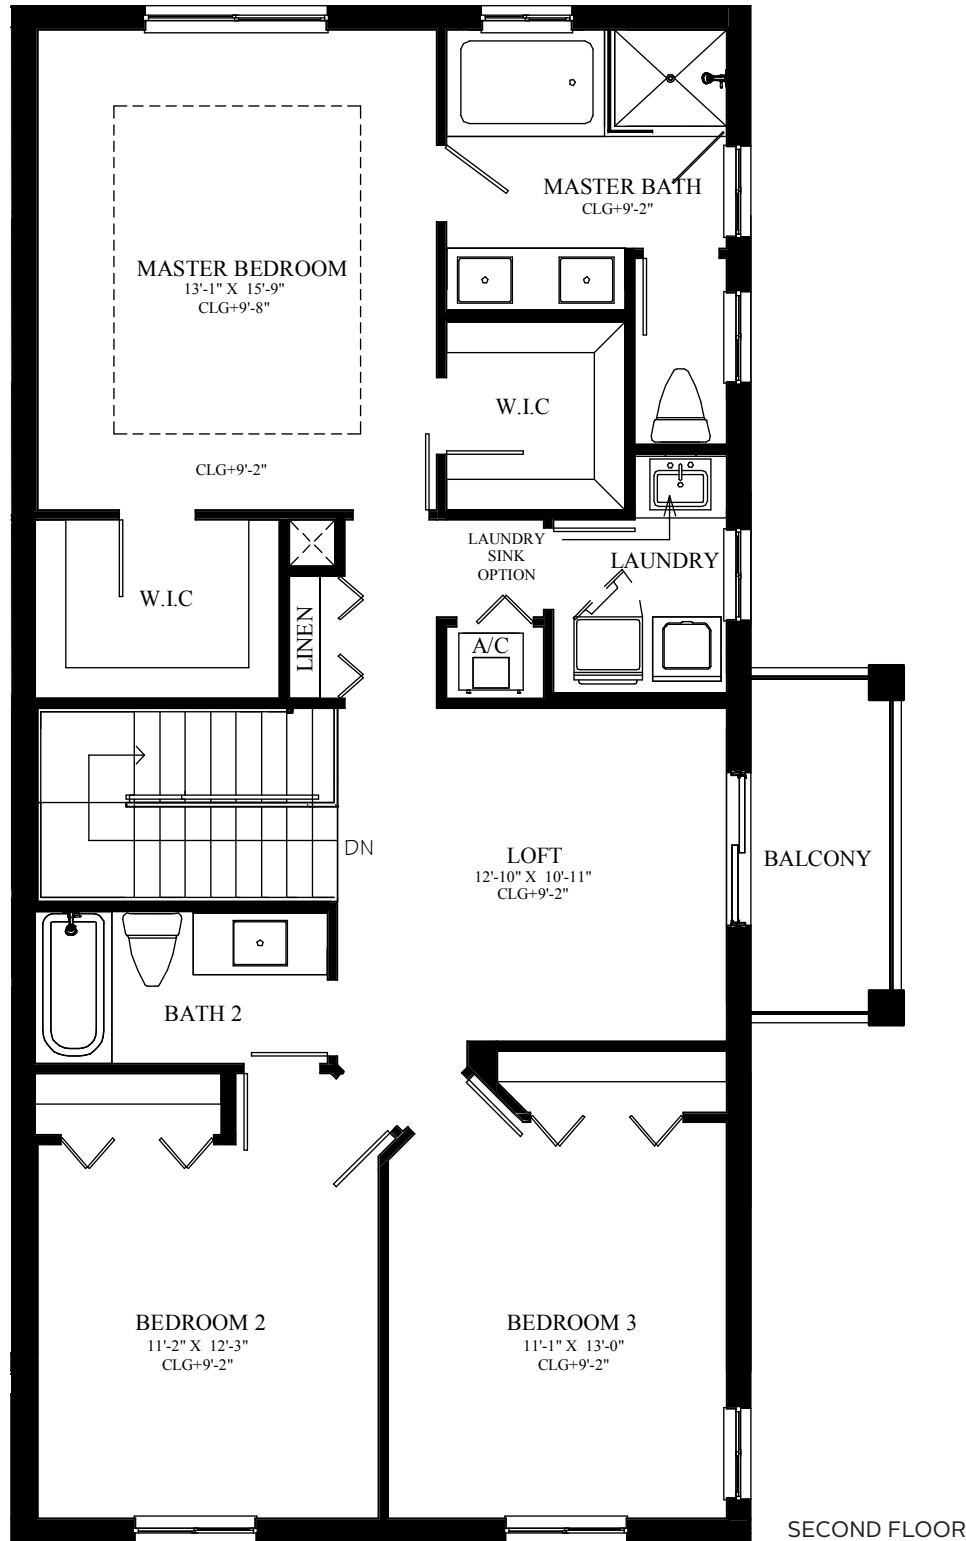 MASTER BATH
CLG+9'-2"
MASTER BEDROOM
13'-1" X 15'-9"
CLG+9'-8"
W.I.C
CLG+9'-2"
LAUNDRY
SINK
OPTION
LAUNDRY
W.I.C
LINEN
A/C
DN
LOFT
12'-10" X 10'-11"
CLG+9'-2"
BALCONY
BATH 2
BEDROOM 2
11'-2" X 12'-3"
CLG+9'-2"
BEDROOM 3
11'-1" X 13'-0"
CLG+9'-2"
SECOND FLOOR